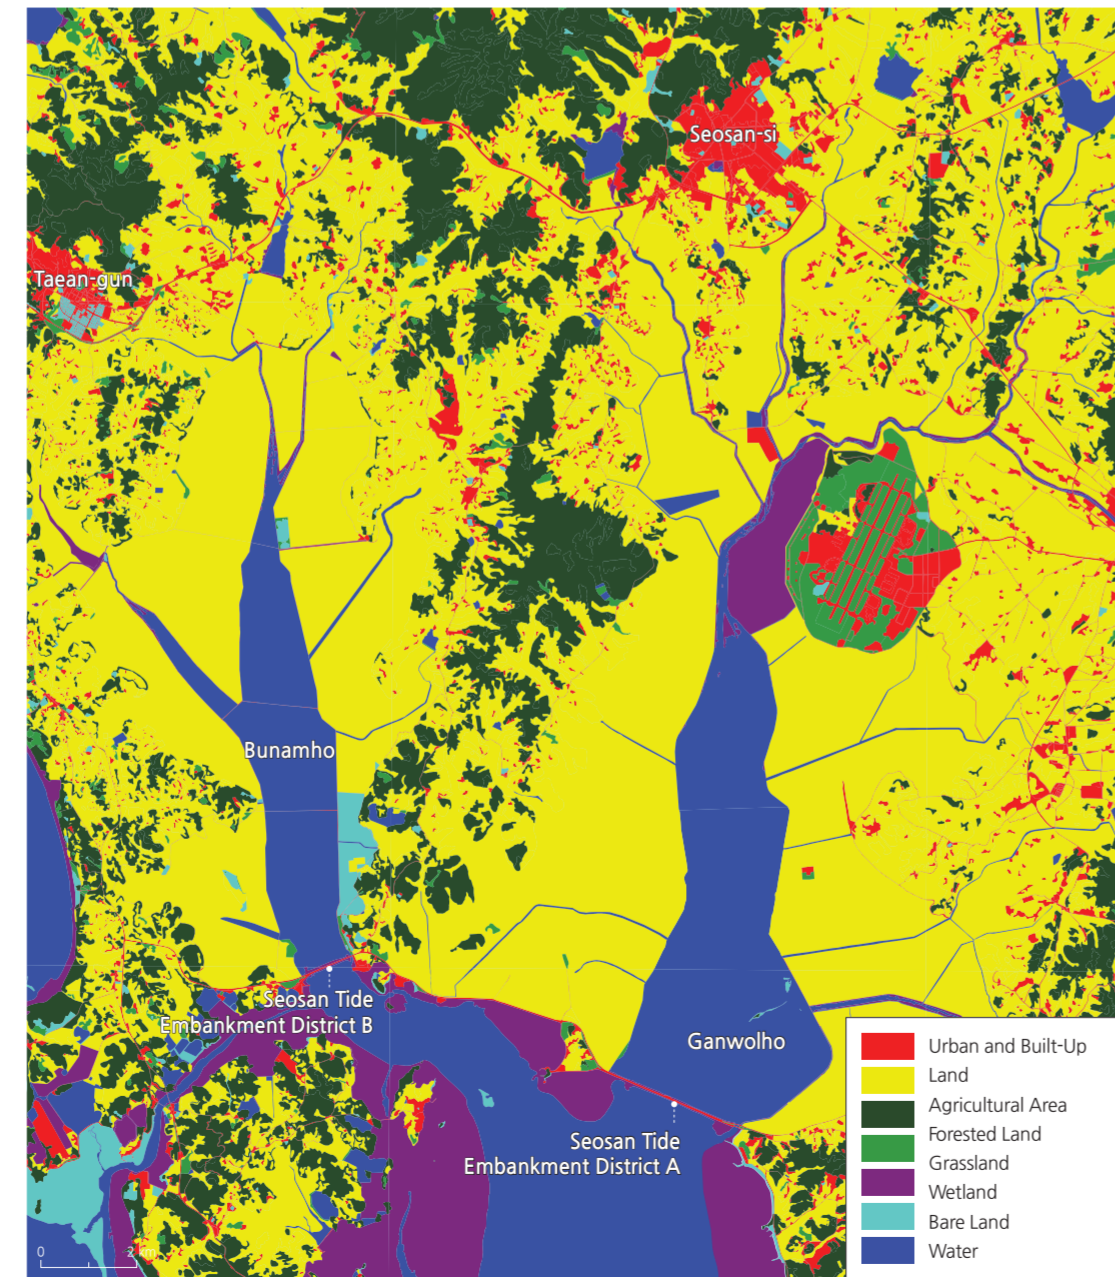 Seosan-si
Taean-gun
Bunamho
Seosan Tide
Embankment District B
Ganwolho
Seosan Tide
Embankment District A
Urban and Built-Up
Land
Agricultural Area
Forested Land
Grassland
Wetland
Bare Land
Water
0 2 km